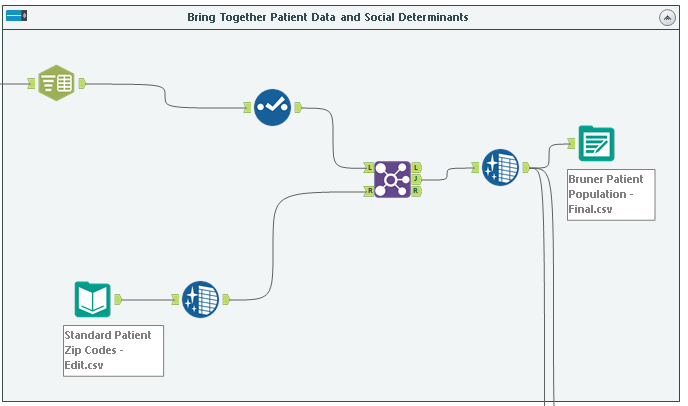 Bring Together Patient Data and Social Determinants
L
R
L
J
R
Bruner Patient
Population -
Final.csv
Standard Patient
Zip Codes -
Edit.csv